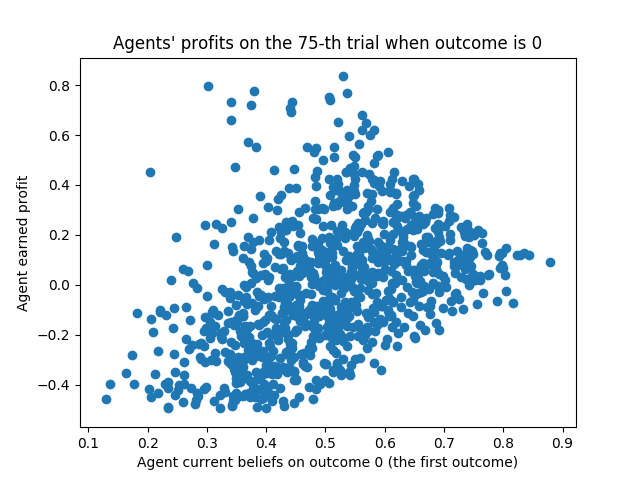 Agents' profits on the 75-th trial when outcome is 0
Agent earned profit
0.8
0.6
0.4
0.2
0.0
−0.2
−0.4
0.1 0.2 0.3 0.4 0.5 0.6 0.7 0.8 0.9
Agent current beliefs on outcome 0 (the first outcome)